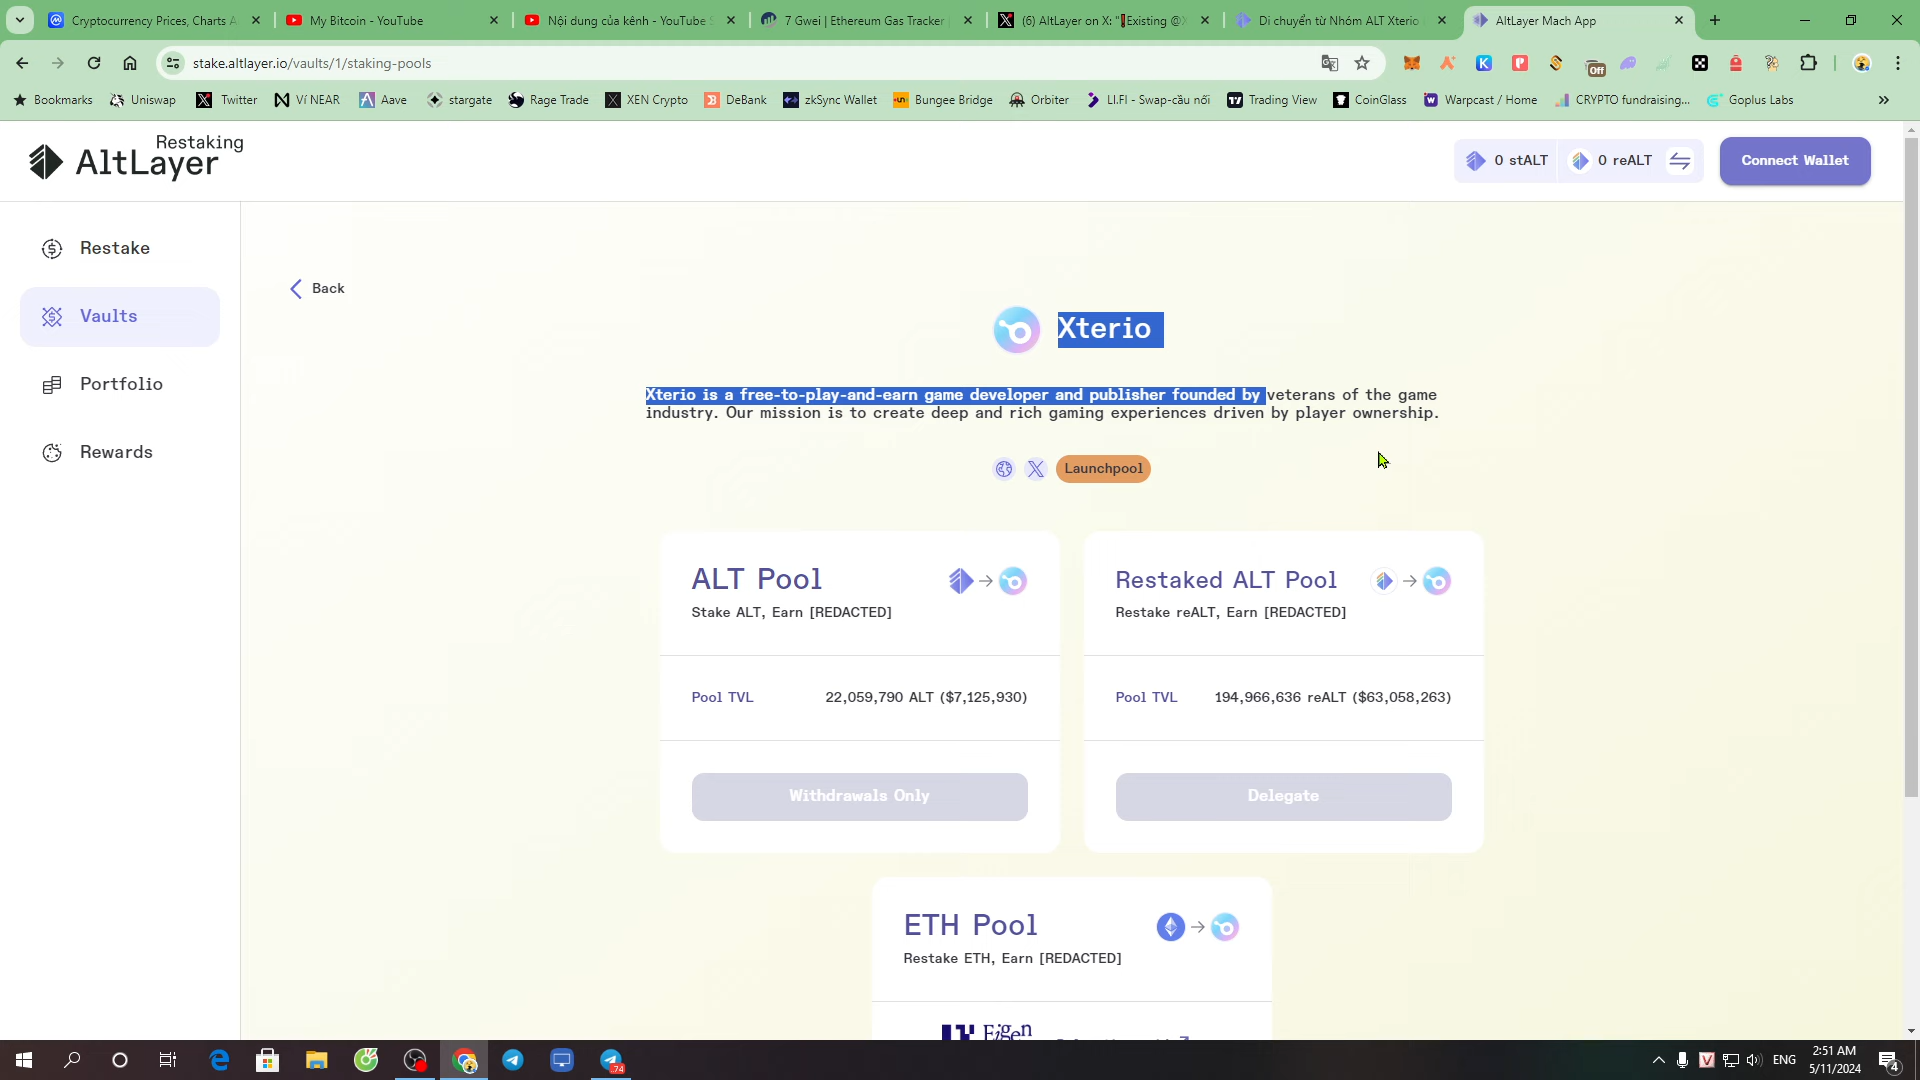 Cryptocurrency Prices, Charts A
My Bitcoin - YouTube
Nội dung của kênh - YouTube S
7 Gwei | Ethereum Gas Tracker
(6) AltLayer on X: "❗Existing @X
Di chuyển từ Nhóm ALT Xterio
AltLayer Mach App
stake.altlayer.io/vaults/1/staking-pools
Off
Bookmarks
Uniswap
Twitter
Ví NEAR
Aave
stargate
Rage Trade
XEN Crypto
DeBank
zkSync Wallet
Bungee Bridge
Orbiter
LI.FI - Swap-cầu nối
Trading View
CoinGlass
Warpcast / Home
CRYPTO fundraising...
Goplus Labs
Restaking
AltLayer
0 stALT
0 reALT
Connect Wallet
Restake
Vaults
Portfolio
Rewards
Back
Xterio
Xterio is a free-to-play-and-earn game developer and publisher founded by veterans of the game
industry. Our mission is to create deep and rich gaming experiences driven by player ownership.
Launchpool
ALT Pool
Stake ALT, Earn [REDACTED]
Pool TVL
22,059,790 ALT ($7,125,930)
Withdrawals Only
Restaked ALT Pool
Restake reALT, Earn [REDACTED]
Pool TVL
194,966,636 reALT ($63,058,263)
Delegate
ETH Pool
Restake ETH, Earn [REDACTED]
Eigen
74
ENG
2:51 AM
5/11/2024
4